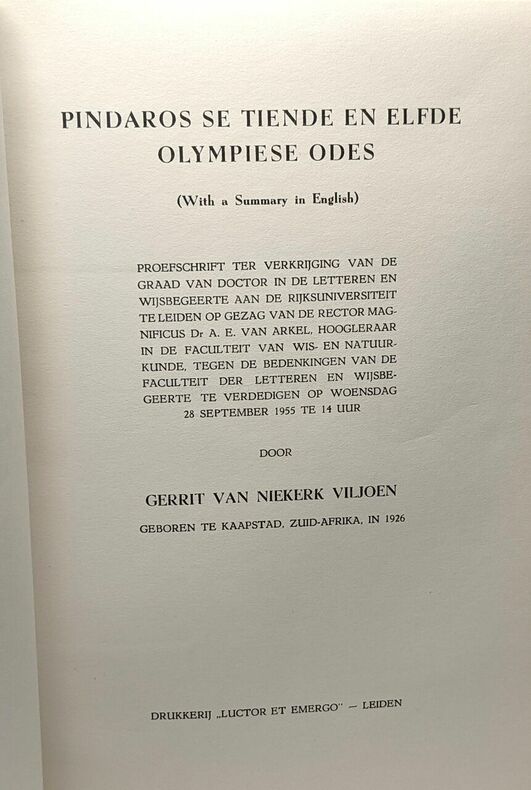 PINDAROS SE TIENDE EN ELFDE
OLYMPIESE ODES
(With a Summary in English)
PROEFSCHRIFT TER VERKRIJGING VAN DE
GRAAD VAN DOCTOR IN DE LETTEREN EN
WIJSBEGEERTE AAN DE RIJKSUNIVERSITEIT
TE LEIDEN OP GEZAG VAN DE RECTOR MAG-
NIFICUS Dr A. E. VAN ARKEL, HOOGLERAAR
IN DE FACULTEIT VAN WIS- EN NATUUR-
KUNDE, TEGEN DE BEDENKINGEN VAN DE
FACULTEIT DER LETTEREN EN WIJSBE-
GEERTE TE VERDEDIGEN OP WOENSDAG
28 SEPTEMBER 1955 TE 14 UUR
DOOR
GERRIT VAN NIEKERK VILJOEN
GEBOREN TE KAAPSTAD, ZUID-AFRIKA, IN 1926
DRUKKERIJ „LUCTOR ET EMERGO” — LEIDEN